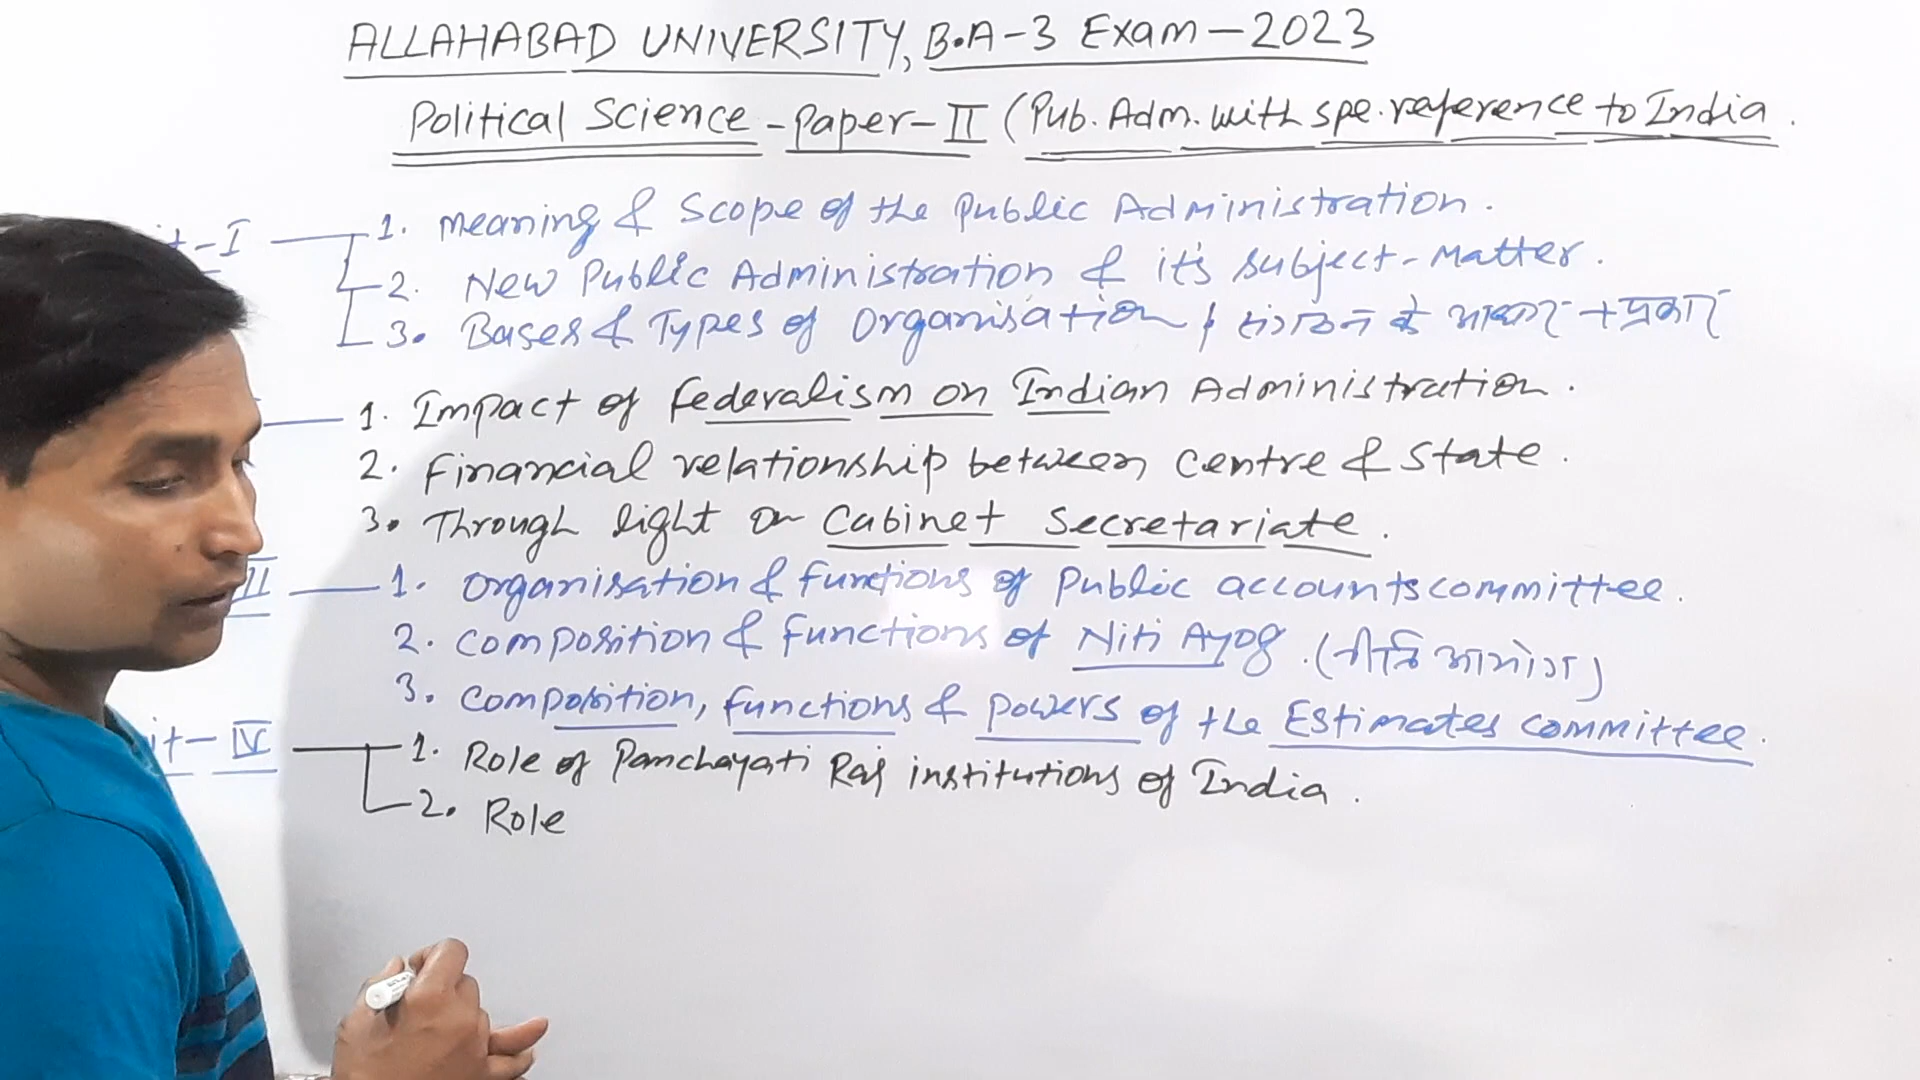 ALLAHABAD UNIVERSITY, B.A-3 Exam-2023
Political Science - Paper-II (Pub. Adm. with spe. reference to India.
it-I 1. Meaning & Scope of the Public Administration.
2. New Public Administration & it's subject-Matter.
3. Bases & Types of Organisation / संगठन के आधार + प्रकार
1. Impact of federalism on Indian Administration.
2. Financial relationship between Centre & State.
3. Through light on Cabinet Secretariate.
II 1. Organisation & functions of Public accounts committee.
2. Composition & functions of Niti Ayog. (नीति आयोग)
3. Composition, functions & powers of the Estimates committee.
it-IV 1. Role of Panchayati Raj institutions of India.
2. Role